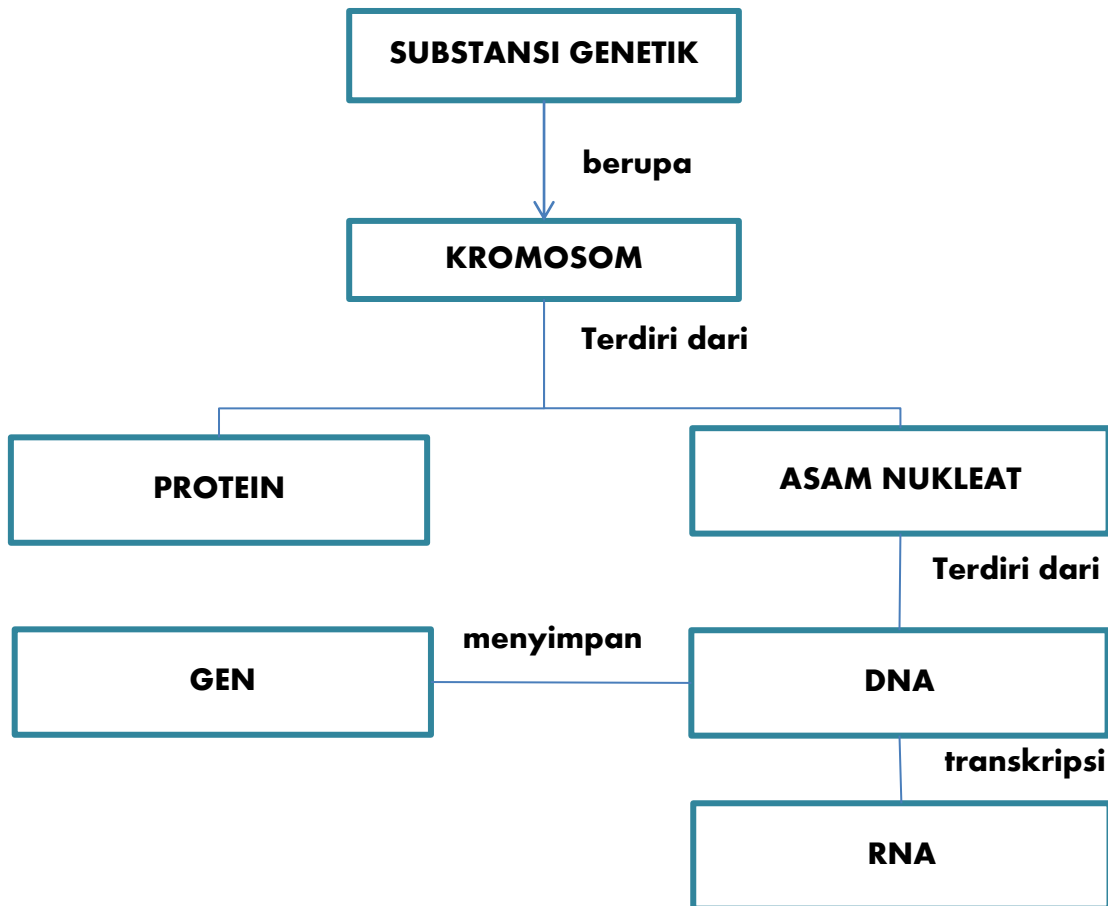 SUBSTANSI GENETIK
berupa
KROMOSOM
Terdiri dari
PROTEIN
ASAM NUKLEAT
Terdiri dari
menyimpan
GEN
DNA
transkripsi
RNA